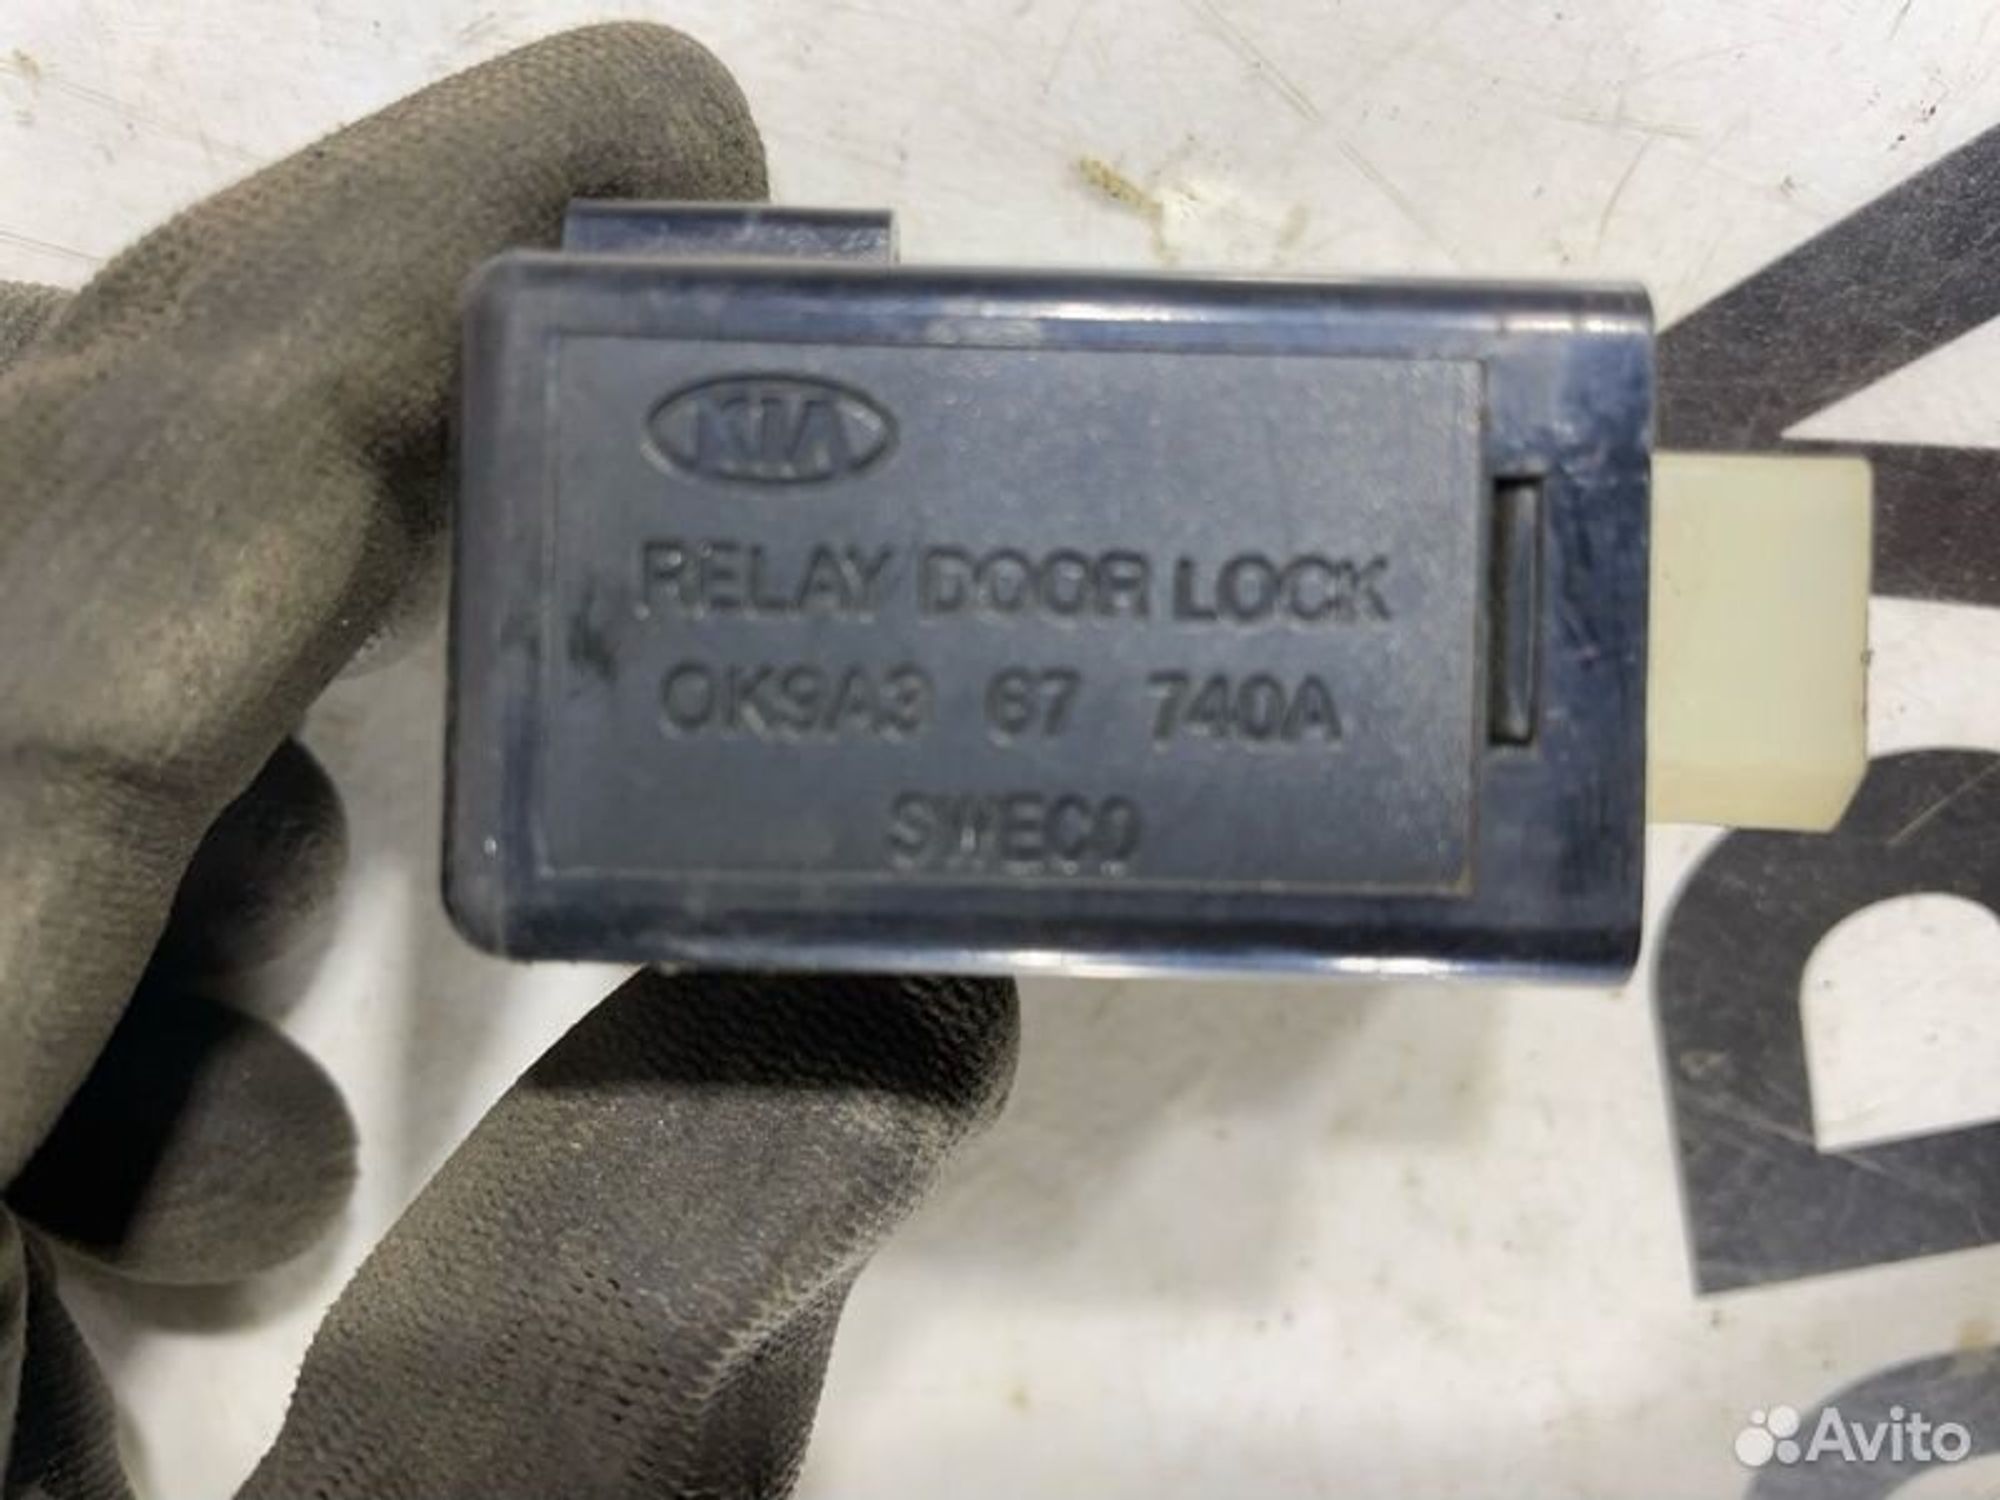 KIA
RELAY DOOR LOCK
OK9A3 67 740A
SWECO
Avito